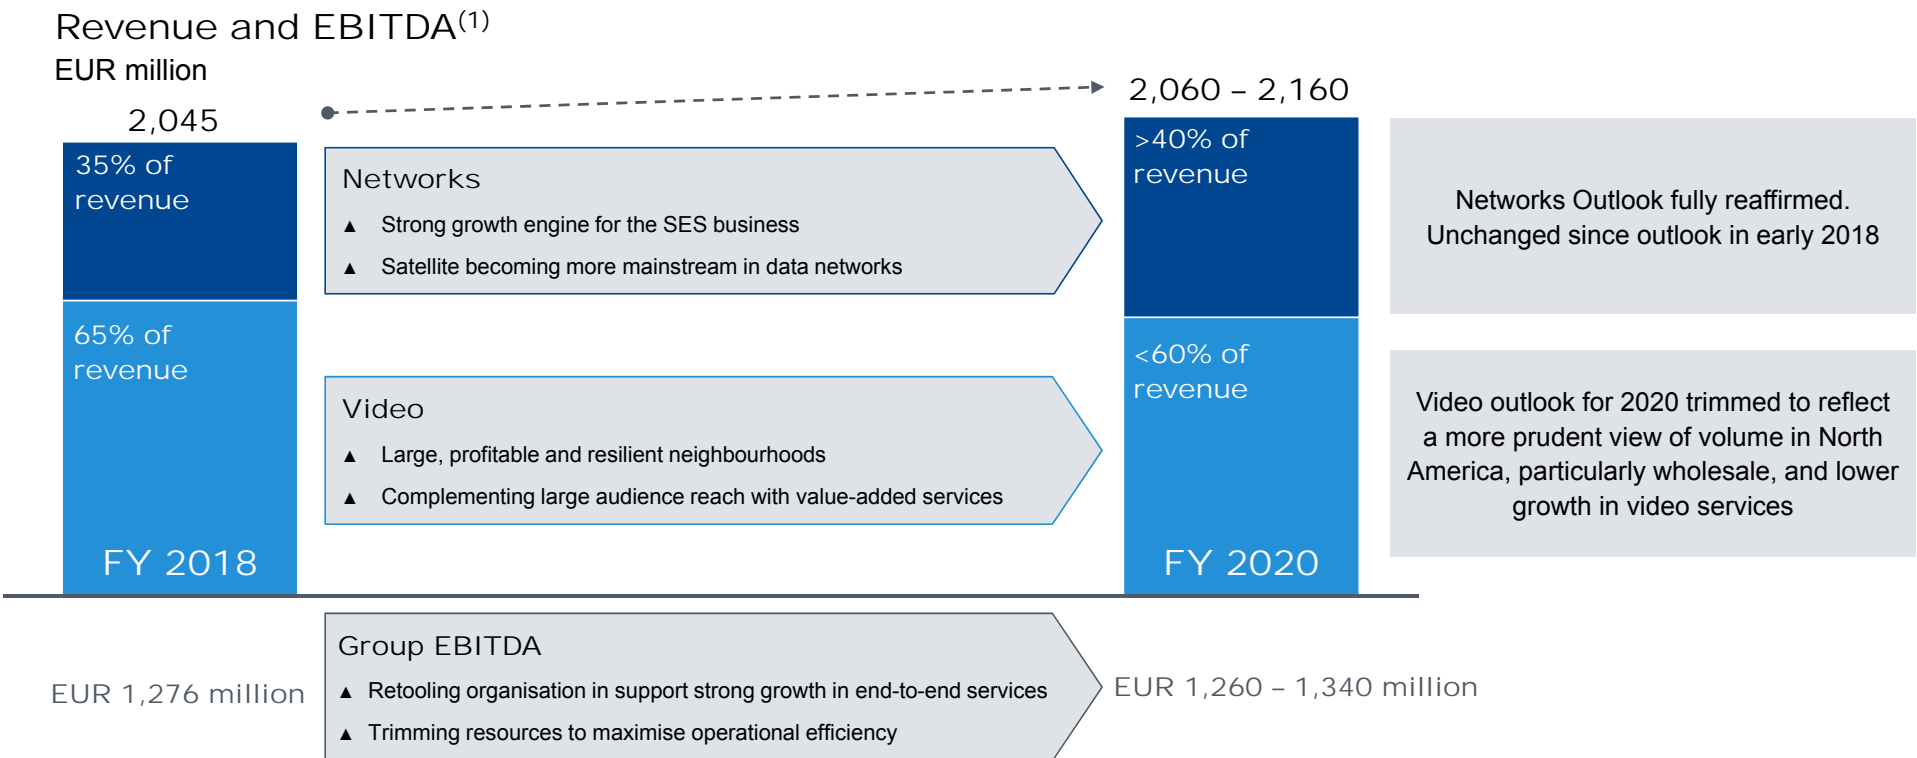 Revenue and EBITDA(1)
EUR million
2,045
2,060 – 2,160
35% of
revenue
Networks
▲ Strong growth engine for the SES business
▲ Satellite becoming more mainstream in data networks
>40% of
revenue
Networks Outlook fully reaffirmed.
Unchanged since outlook in early 2018
65% of
revenue
Video
▲ Large, profitable and resilient neighbourhoods
▲ Complementing large audience reach with value-added services
<60% of
revenue
Video outlook for 2020 trimmed to reflect
a more prudent view of volume in North
America, particularly wholesale, and lower
growth in video services
FY 2018
FY 2020
EUR 1,276 million
Group EBITDA
▲ Retooling organisation in support strong growth in end-to-end services
▲ Trimming resources to maximise operational efficiency
EUR 1,260 – 1,340 million